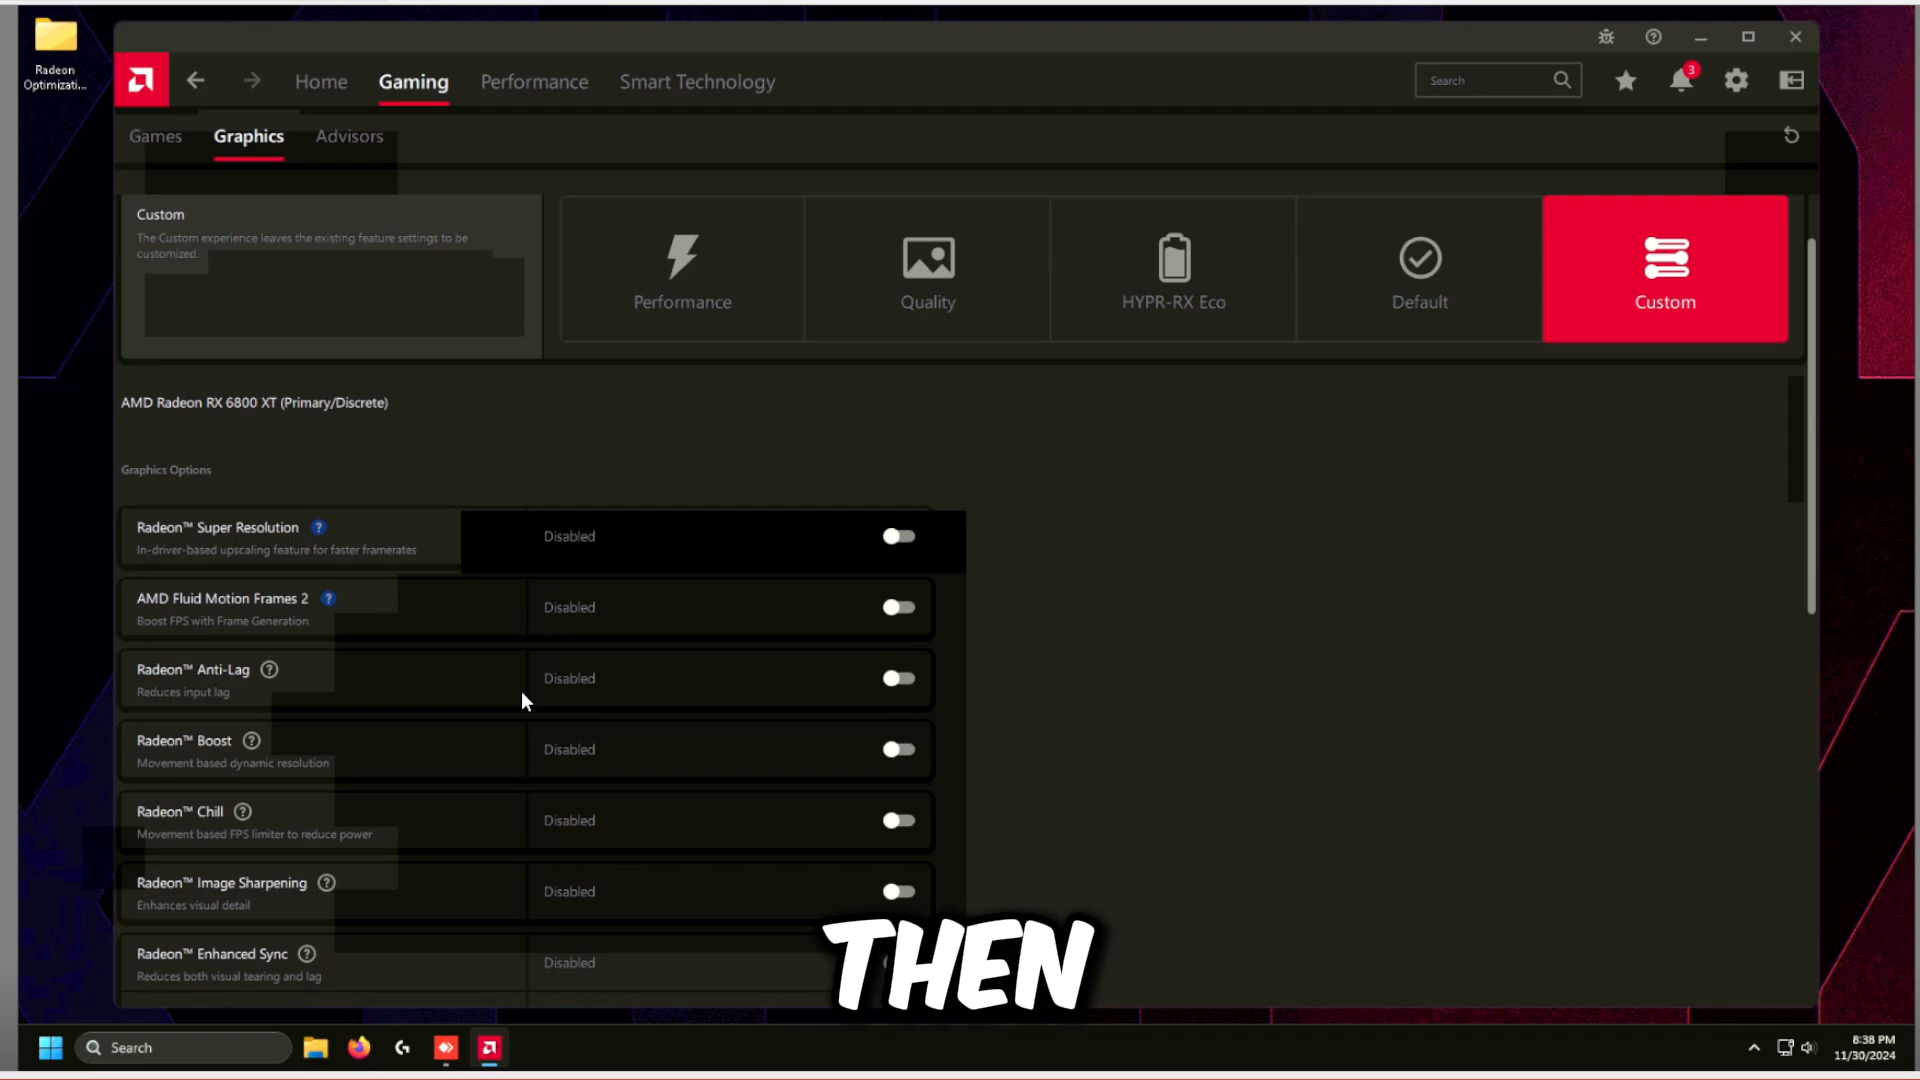 Radeon
Optimizati...
Home
Gaming
Performance
Smart Technology
Search
3
Games
Graphics
Advisors
Custom
The Custom experience leaves the existing feature settings to be
customized.
Performance
Quality
HYPR-RX Eco
Default
Custom
AMD Radeon RX 6800 XT (Primary/Discrete)
Graphics Options
Radeon™ Super Resolution ?
In-driver-based upscaling feature for faster framerates
Disabled
AMD Fluid Motion Frames 2 ?
Boost FPS with Frame Generation
Disabled
Radeon™ Anti-Lag ?
Reduces input lag
Disabled
Radeon™ Boost ?
Movement based dynamic resolution
Disabled
Radeon™ Chill ?
Movement based FPS limiter to reduce power
Disabled
Radeon™ Image Sharpening ?
Enhances visual detail
Disabled
Radeon™ Enhanced Sync ?
Reduces both visual tearing and lag
Disabled
THEN
Search
8:38 PM
11/30/2024